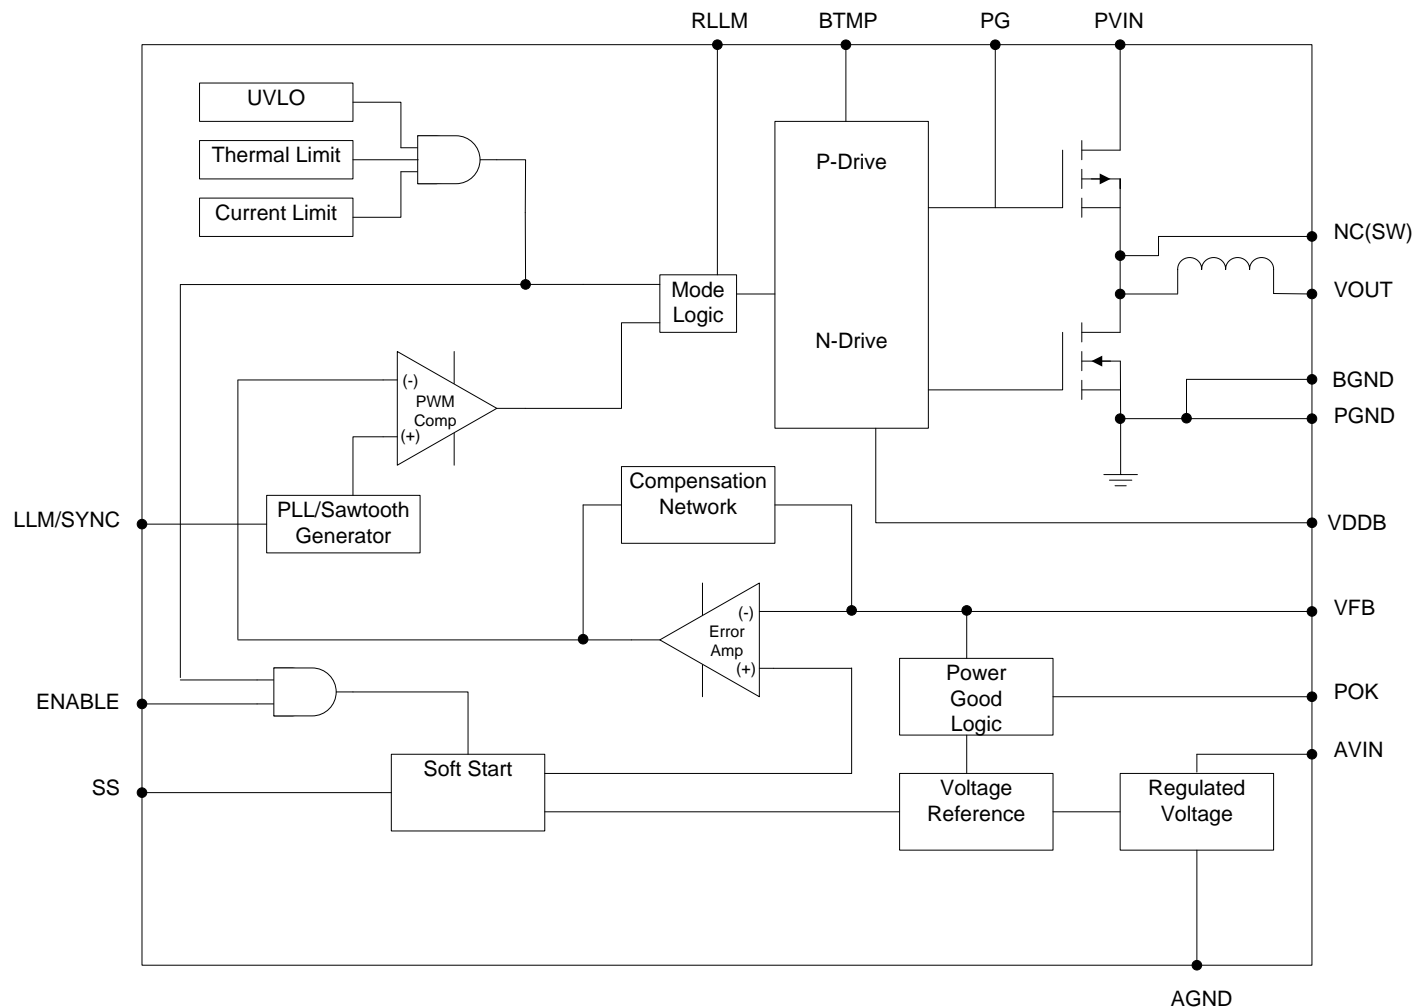 RLLM
BTMP
PG
PVIN
UVLO
Thermal Limit
Current Limit
P-Drive
N-Drive
Mode
Logic
NC(SW)
VOUT
BGND
PGND
(-)
PWM
Comp
(+)
LLM/SYNC
PLL/Sawtooth
Generator
Compensation
Network
VDDB
VFB
(-)
Error
Amp
(+)
Power
Good
Logic
POK
ENABLE
AVIN
SS
Soft Start
Voltage
Reference
Regulated
Voltage
AGND